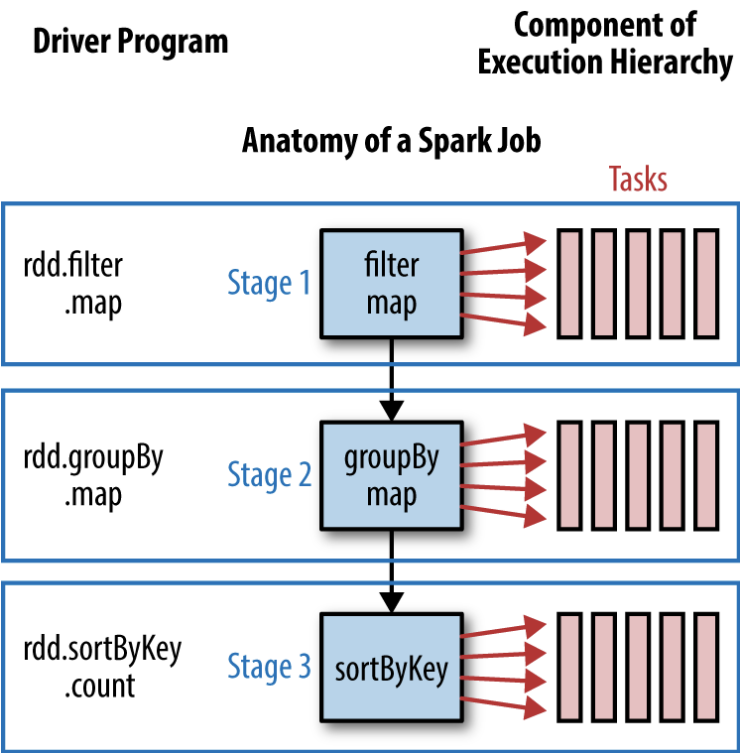 Driver Program
Component of
Execution Hierarchy
Anatomy of a Spark Job
Tasks
rdd.filter
.map
Stage 1
filter
map
rdd.groupBy
.map
Stage 2
groupBy
map
rdd.sortByKey
.count
Stage 3
sortByKey